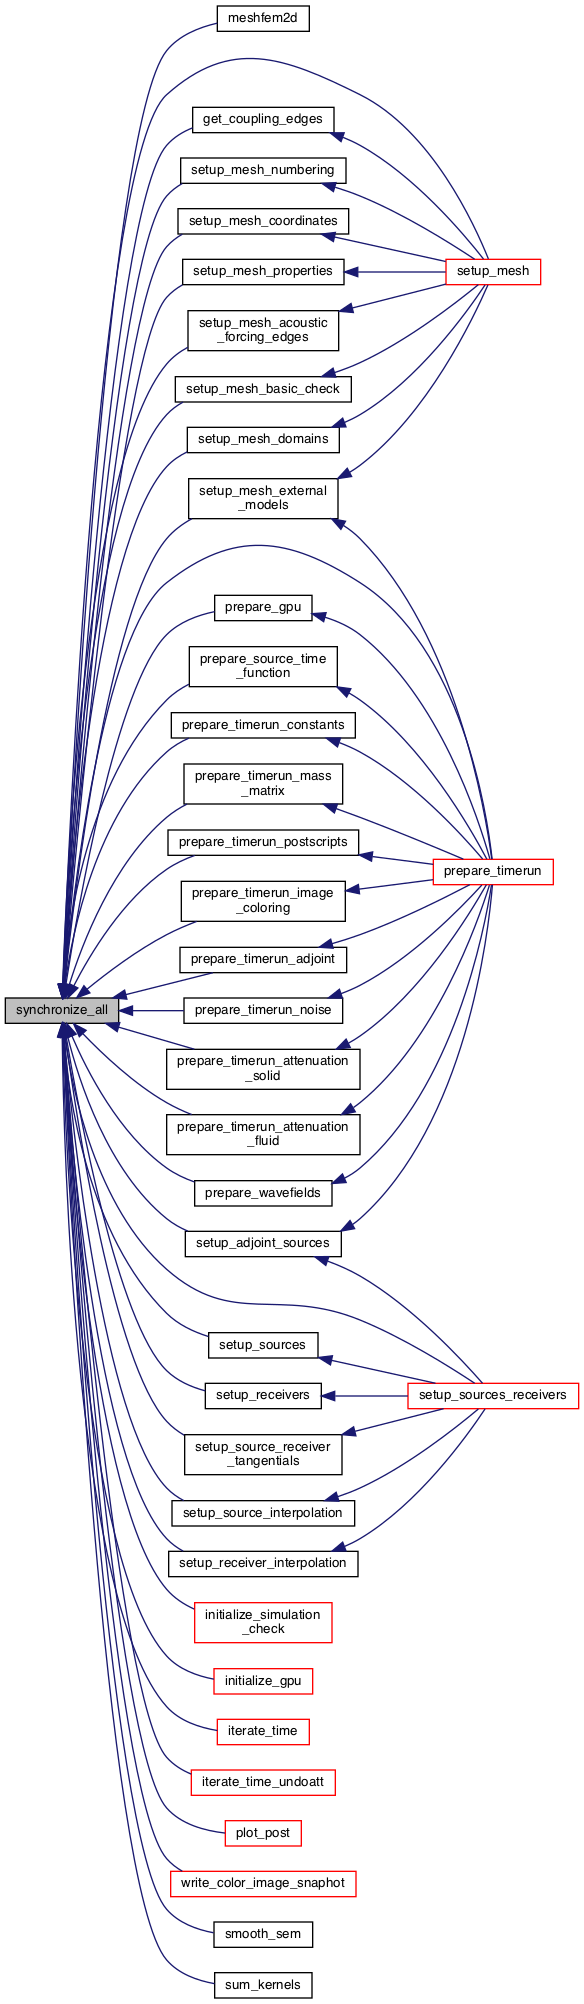 meshfem2d
get_coupling_edges
setup_mesh_numbering
setup_mesh_coordinates
setup_mesh_properties
setup_mesh
setup_mesh_acoustic
_forcing_edges
setup_mesh_basic_check
setup_mesh_domains
setup_mesh_external
_models
prepare_gpu
prepare_source_time
_function
prepare_timerun_constants
prepare_timerun_mass
_matrix
prepare_timerun_postscripts
prepare_timerun
prepare_timerun_image
_coloring
prepare_timerun_adjoint
synchronize_all
prepare_timerun_noise
prepare_timerun_attenuation
_solid
prepare_timerun_attenuation
_fluid
prepare_wavefields
setup_adjoint_sources
setup_sources
setup_receivers
setup_sources_receivers
setup_source_receiver
_tangentials
setup_source_interpolation
setup_receiver_interpolation
initialize_simulation
_check
initialize_gpu
iterate_time
iterate_time_undoatt
plot_post
write_color_image_snaphot
smooth_sem
sum_kernels